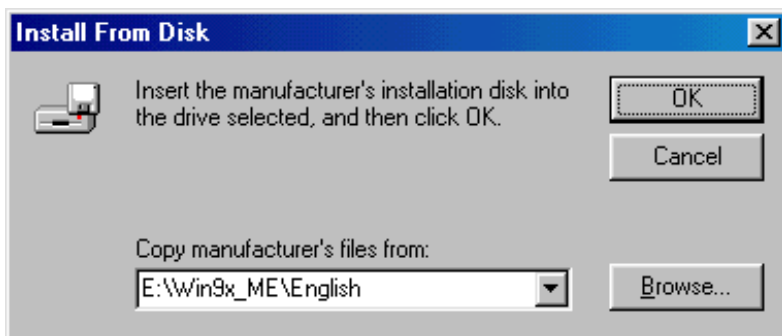 Install From Disk
Insert the manufacturer's installation disk into
the drive selected, and then click OK.
OK
Cancel
Copy manufacturer's files from:
E:\Win9x_ME\English
Browse...